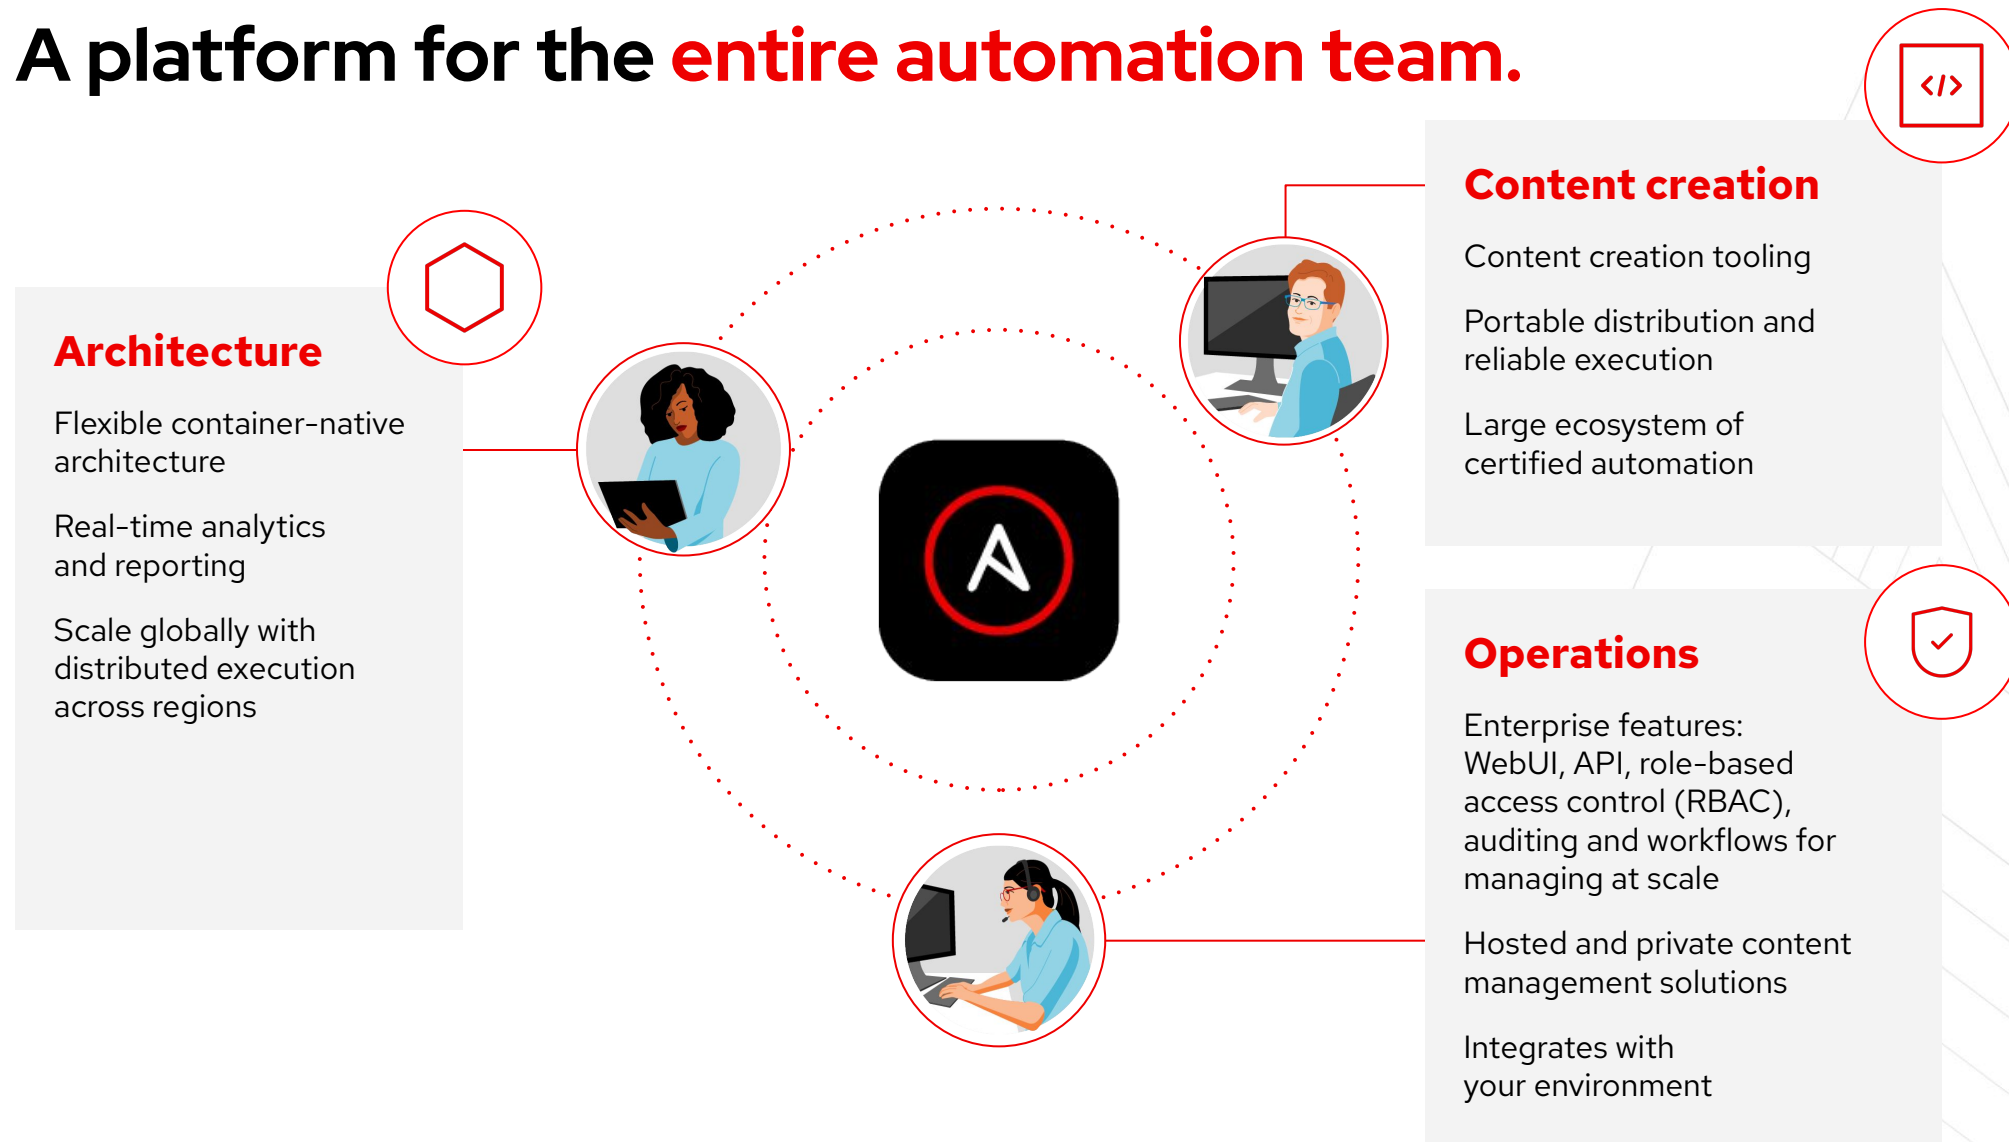 A platform for the entire automation team.
Architecture
Flexible container-native
architecture
Real-time analytics
and reporting
Scale globally with
distributed execution
across regions
Content creation
Content creation tooling
Portable distribution and
reliable execution
Large ecosystem of
certified automation
Operations
Enterprise features:
WebUI, API, role-based
access control (RBAC),
auditing and workflows for
managing at scale
Hosted and private content
management solutions
Integrates with
your environment